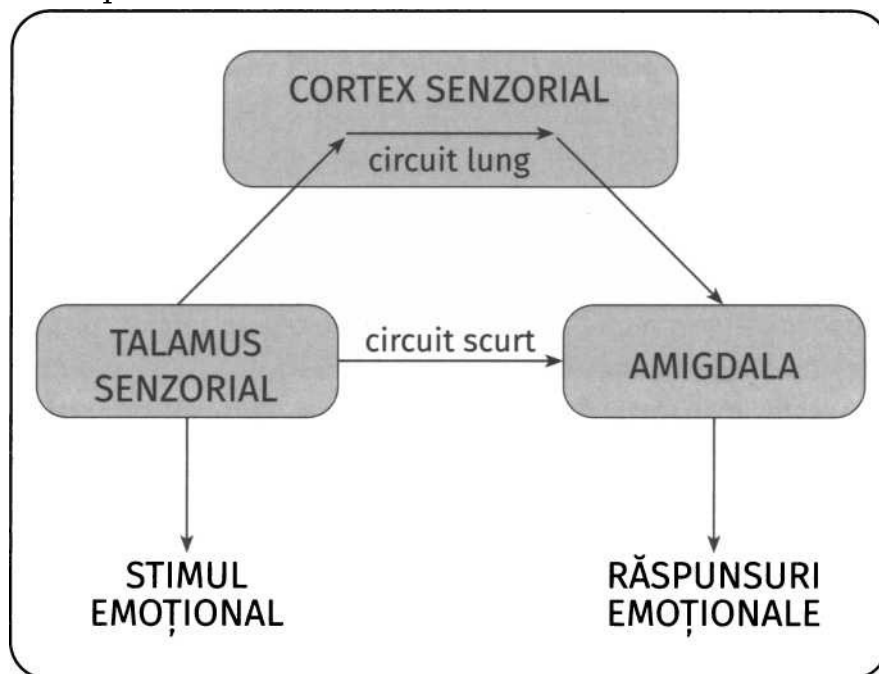 CORTEX SENZORIAL
circuit lung
TALAMUS
SENZORIAL
circuit scurt
AMIGDALA
STIMUL
EMOȚIONAL
RĂSPUNSURI
EMOȚIONALE